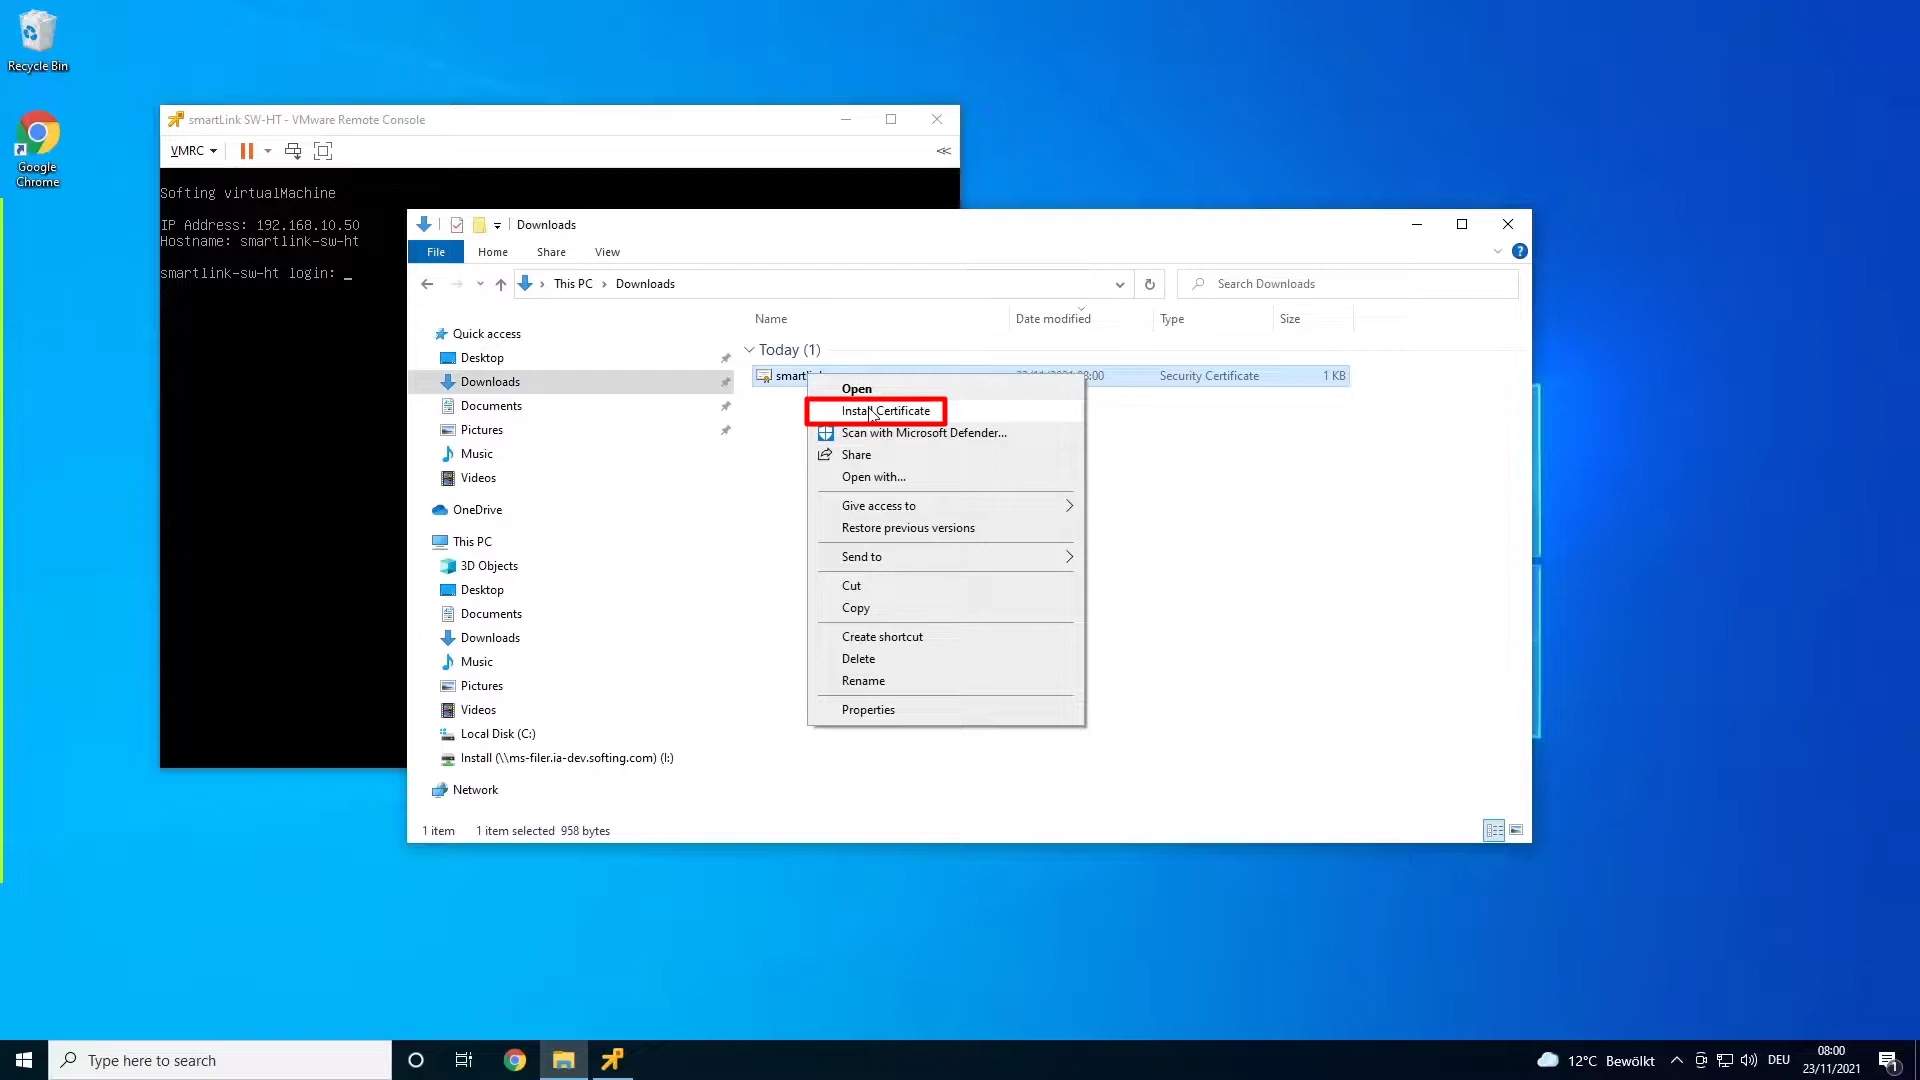 Recycle Bin
Google
Chrome
smartLink SW-HT - VMware Remote Console
VMRC
Softing virtualMachine
IP Address: 192.168.10.50
Hostname: smartlink-sw-ht
smartlink-sw-ht login: _
Downloads
File Home Share View
This PC > Downloads
Search Downloads
Name Date modified Type Size
Today (1)
Security Certificate 1 KB
Quick access
Desktop
Downloads
Documents
Pictures
Music
Videos
OneDrive
This PC
3D Objects
Desktop
Documents
Downloads
Music
Pictures
Videos
Local Disk (C:)
Install (\\ms-filer.ia-dev.softing.com) (I:)
Network
Open
Install Certificate
Scan with Microsoft Defender...
Share
Open with...
Give access to
Restore previous versions
Send to
Cut
Copy
Create shortcut
Delete
Rename
Properties
1 item 1 item selected 958 bytes
Type here to search
12°C Bewölkt
DEU
08:00
23/11/2021
1